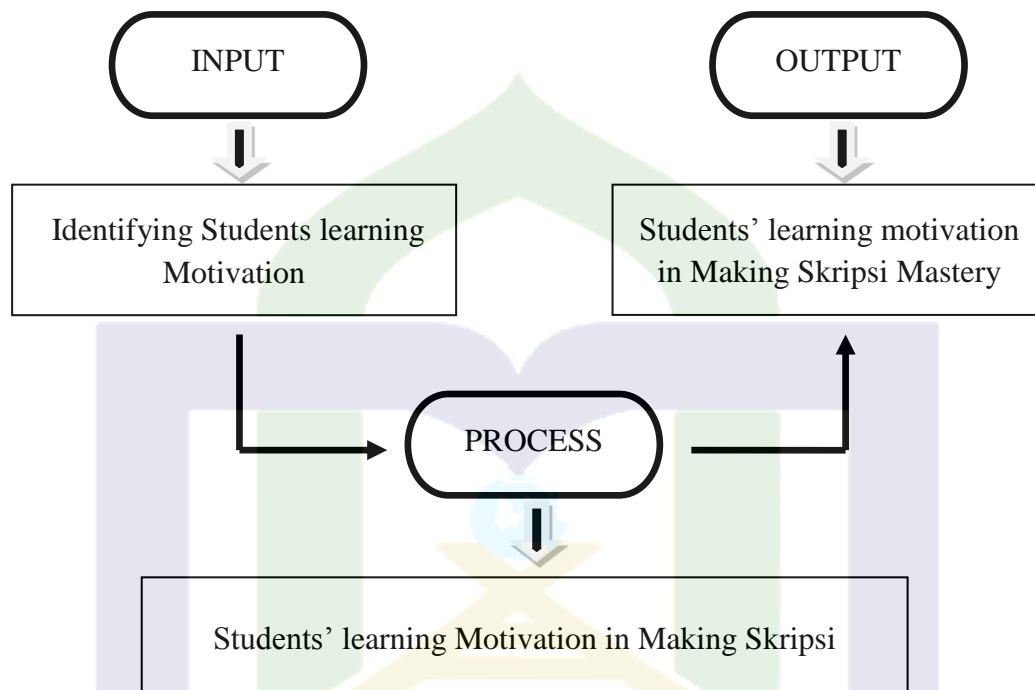 INPUT
OUTPUT
Identifying Students learning
Motivation
Students’ learning motivation
in Making Skripsi Mastery
PROCESS
Students’ learning Motivation in Making Skripsi